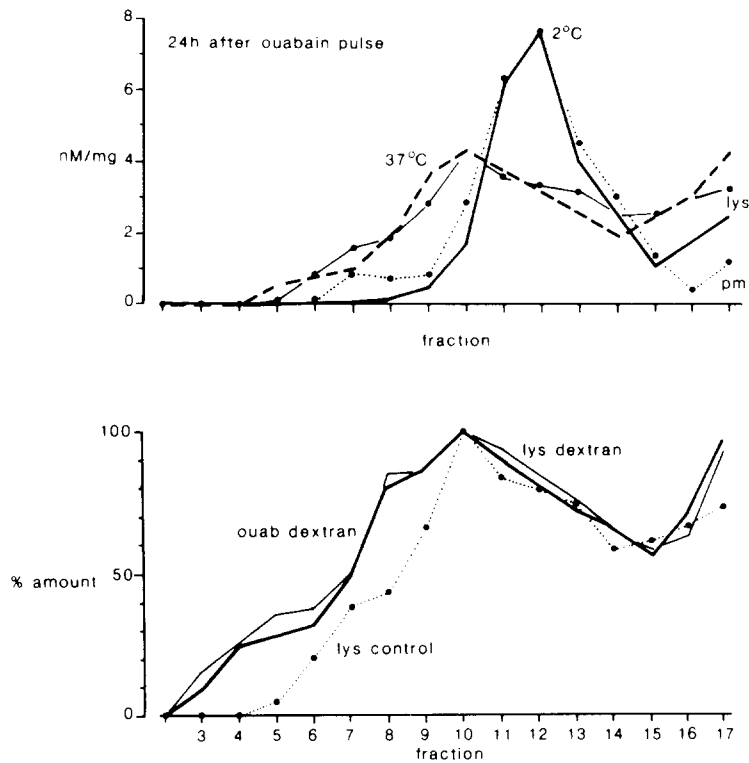 8
24h after ouabain pulse
2°C
6
nM/mg
4
37°C
2
lys
0
pm
fraction
100
lys dextran
ouab dextran
50
% amount
lys control
0
3 4 5 6 7 8 9 10 11 12 13 14 15 16 17
fraction